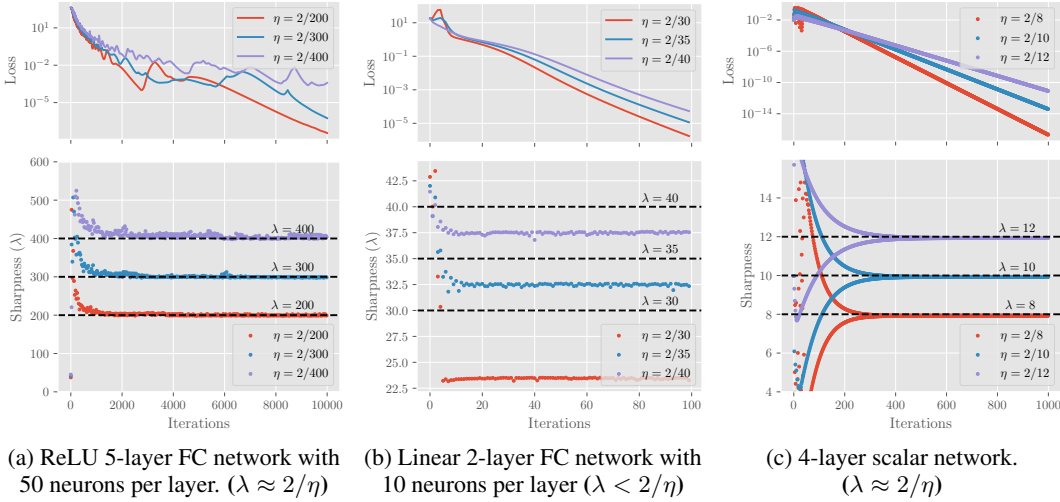 Loss
10^1
10^-2
10^-5
η = 2/200
η = 2/300
η = 2/400
Sharpness (λ)
600
500
400
300
200
100
0
λ = 400
λ = 300
λ = 200
η = 2/200
η = 2/300
η = 2/400
0 2000 4000 6000 8000 10000
Iterations
(a) ReLU 5-layer FC network with
50 neurons per layer. (λ ≈ 2/η)
Loss
10^1
10^-1
10^-3
10^-5
η = 2/30
η = 2/35
η = 2/40
Sharpness (λ)
42.5
40.0
37.5
35.0
32.5
30.0
27.5
25.0
22.5
λ = 40
λ = 35
λ = 30
η = 2/30
η = 2/35
η = 2/40
0 20 40 60 80 100
Iterations
(b) Linear 2-layer FC network with
10 neurons per layer (λ < 2/η)
Loss
10^-2
10^-6
10^-10
10^-14
η = 2/8
η = 2/10
η = 2/12
Sharpness
14
12
10
8
6
4
λ = 12
λ = 10
λ = 8
η = 2/8
η = 2/10
η = 2/12
0 200 400 600 800 1000
Iterations
(c) 4-layer scalar network.
(λ ≈ 2/η)